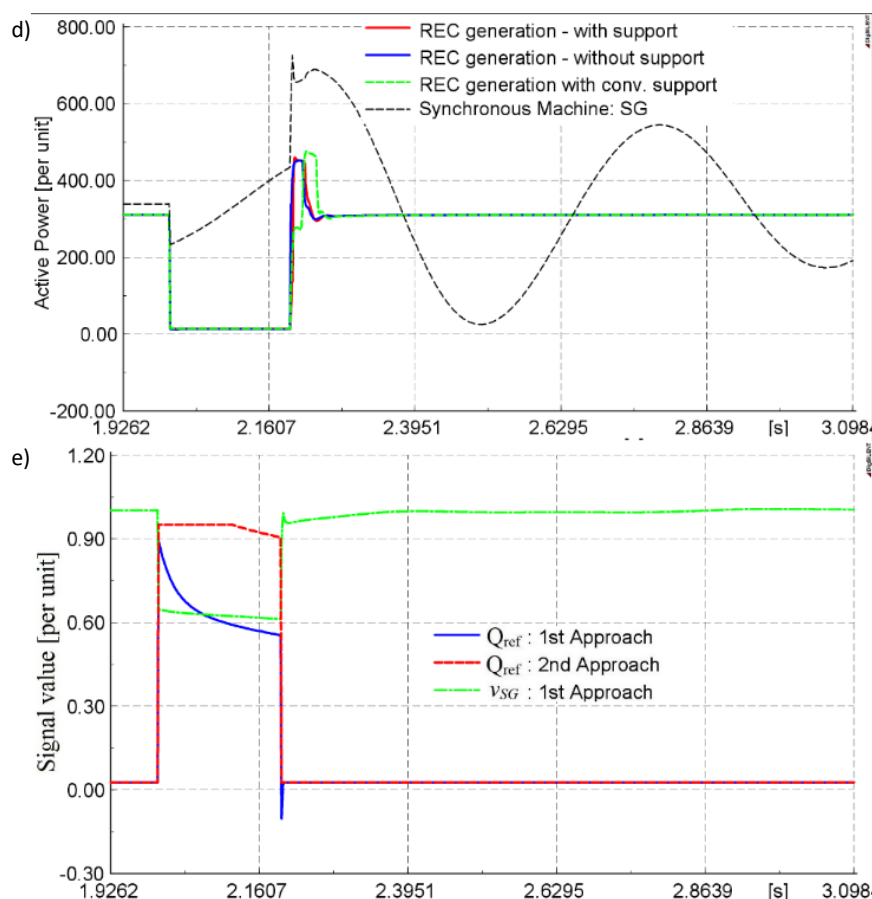 d)
800.00
600.00
400.00
200.00
0.00
-200.00
Active Power [per unit]
REC generation - with support
REC generation - without support
REC generation with conv. support
Synchronous Machine: SG
1.9262 2.1607 2.3951 2.6295 2.8639 [s] 3.0984
DIgSILENT
e)
1.20
0.90
0.60
0.30
0.00
-0.30
Signal value [per unit]
Qref : 1st Approach
Qref : 2nd Approach
vSG : 1st Approach
1.9262 2.1607 2.3951 2.6295 2.8639 [s] 3.0984
DIgSILENT